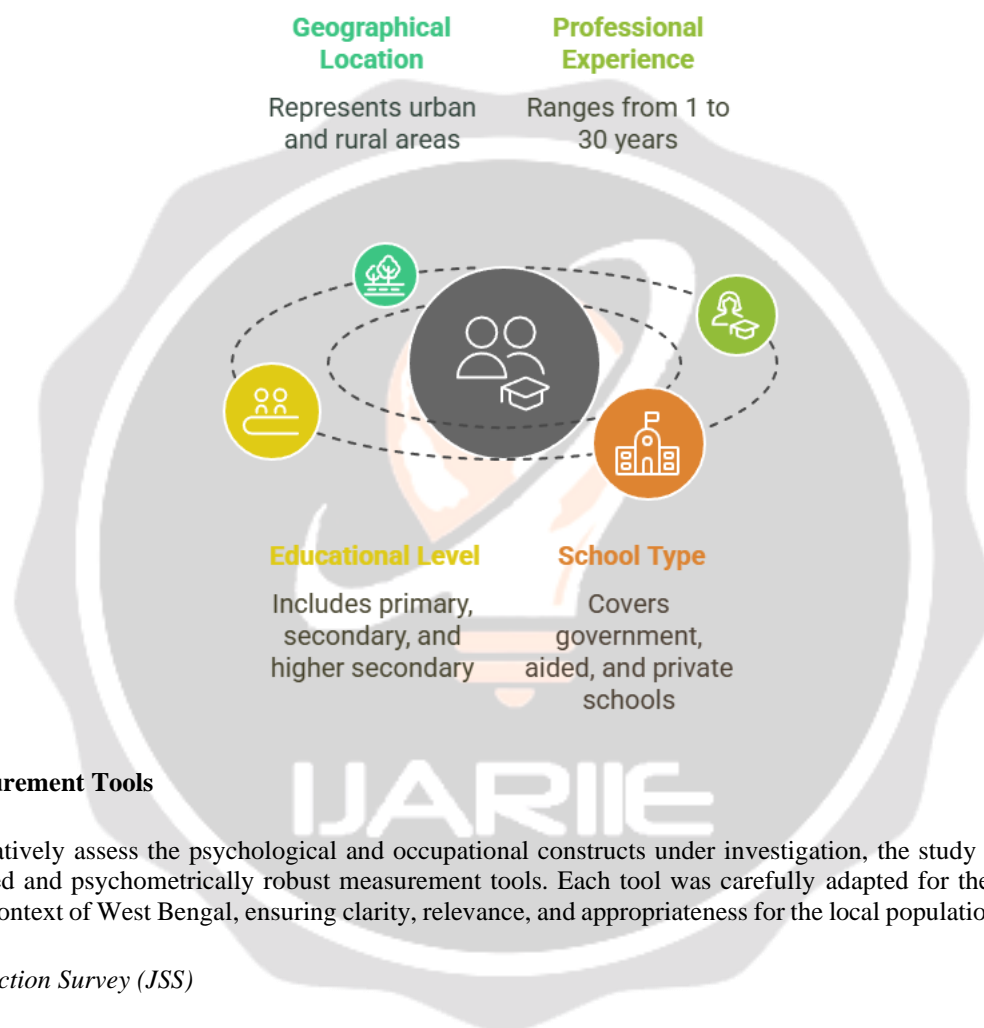 Geographical
Location
Represents urban
and rural areas
Professional
Experience
Ranges from 1 to
30 years
Educational Level
Includes primary,
secondary, and
higher secondary
School Type
Covers
government,
aided, and private
schools
IJARIIE
urement Tools
atively assess the psychological and occupational constructs under investigation, the study
ed and psychometrically robust measurement tools. Each tool was carefully adapted for the
ontext of West Bengal, ensuring clarity, relevance, and appropriateness for the local populatio
ction Survey (JSS)